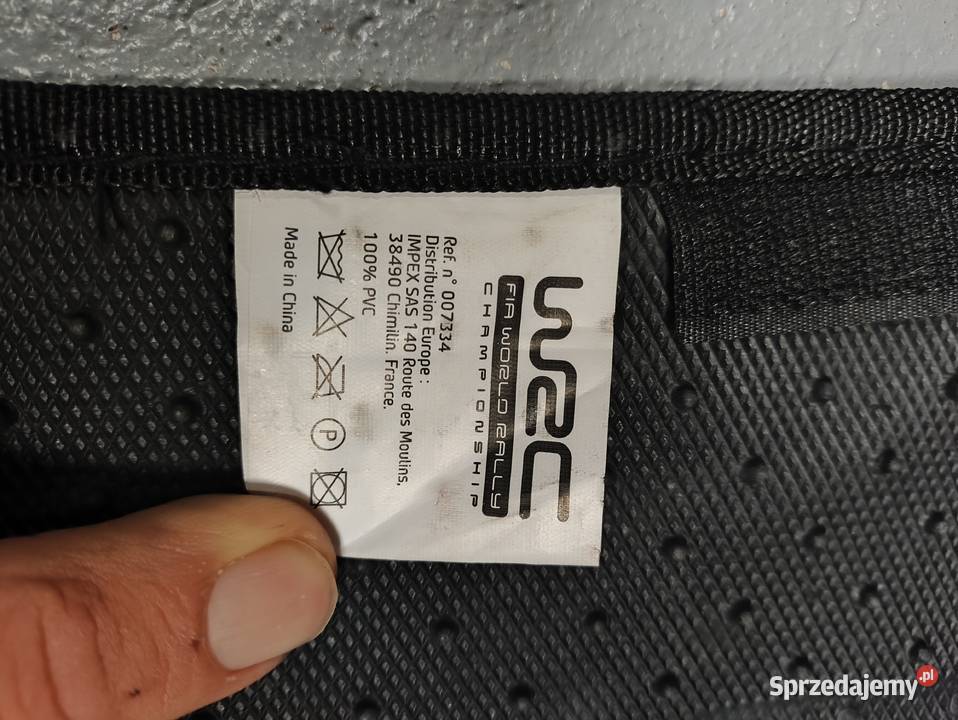 WRC
FIA WORLD RALLY
CHAMPIONSHIP
Ref. n° 007334
Distribution Europe :
IMPEX SAS 140 Route des Moulins,
38490 Chimilin. France.
100% PVC
P
Made in China
Sprzedajemy.pl